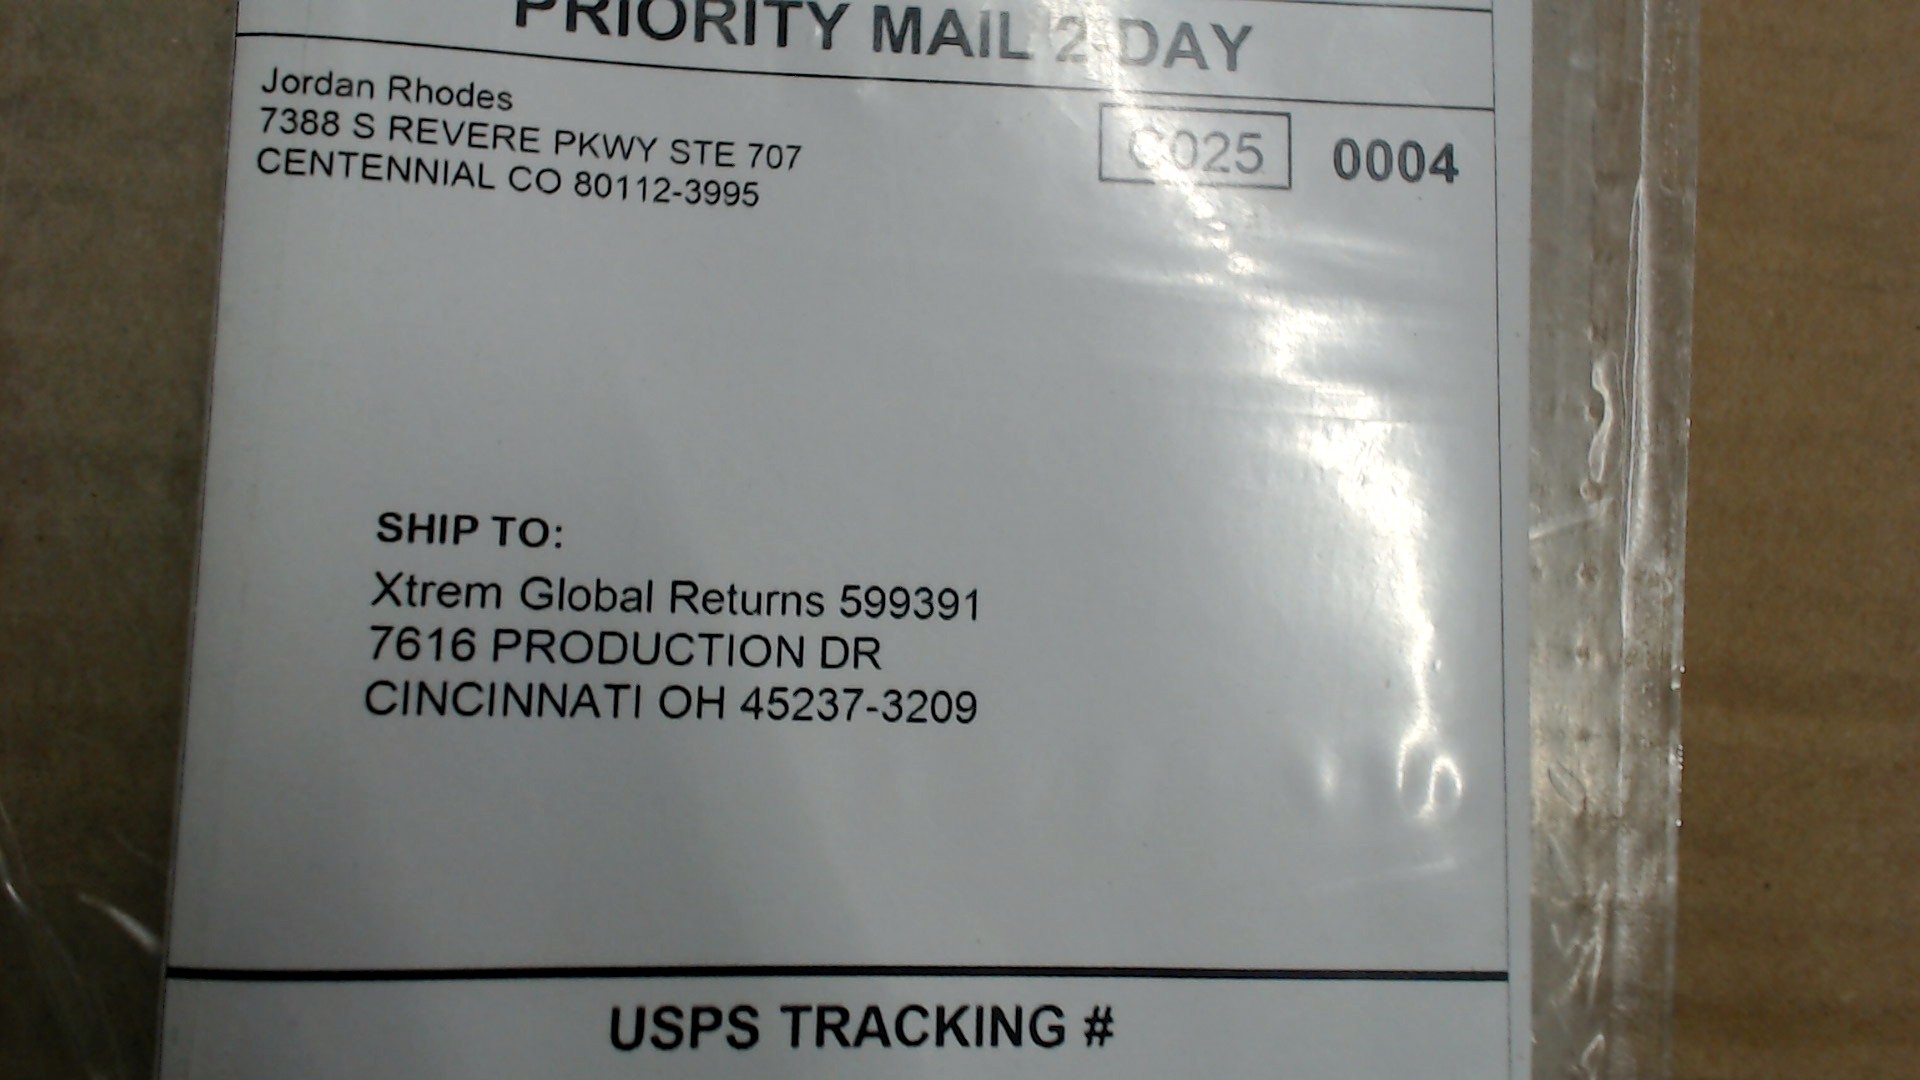 PRIORITY MAIL 2-DAY
Jordan Rhodes
7388 S REVERE PKWY STE 707
CENTENNIAL CO 80112-3995
C025 0004
SHIP TO:
Xtrem Global Returns 599391
7616 PRODUCTION DR
CINCINNATI OH 45237-3209
USPS TRACKING #